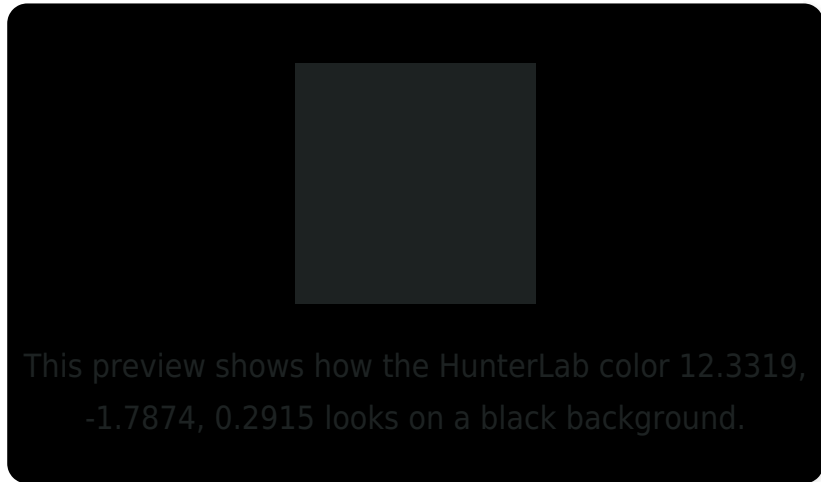 This preview shows how the HunterLab color 12.3319,
-1.7874, 0.2915 looks on a black background.